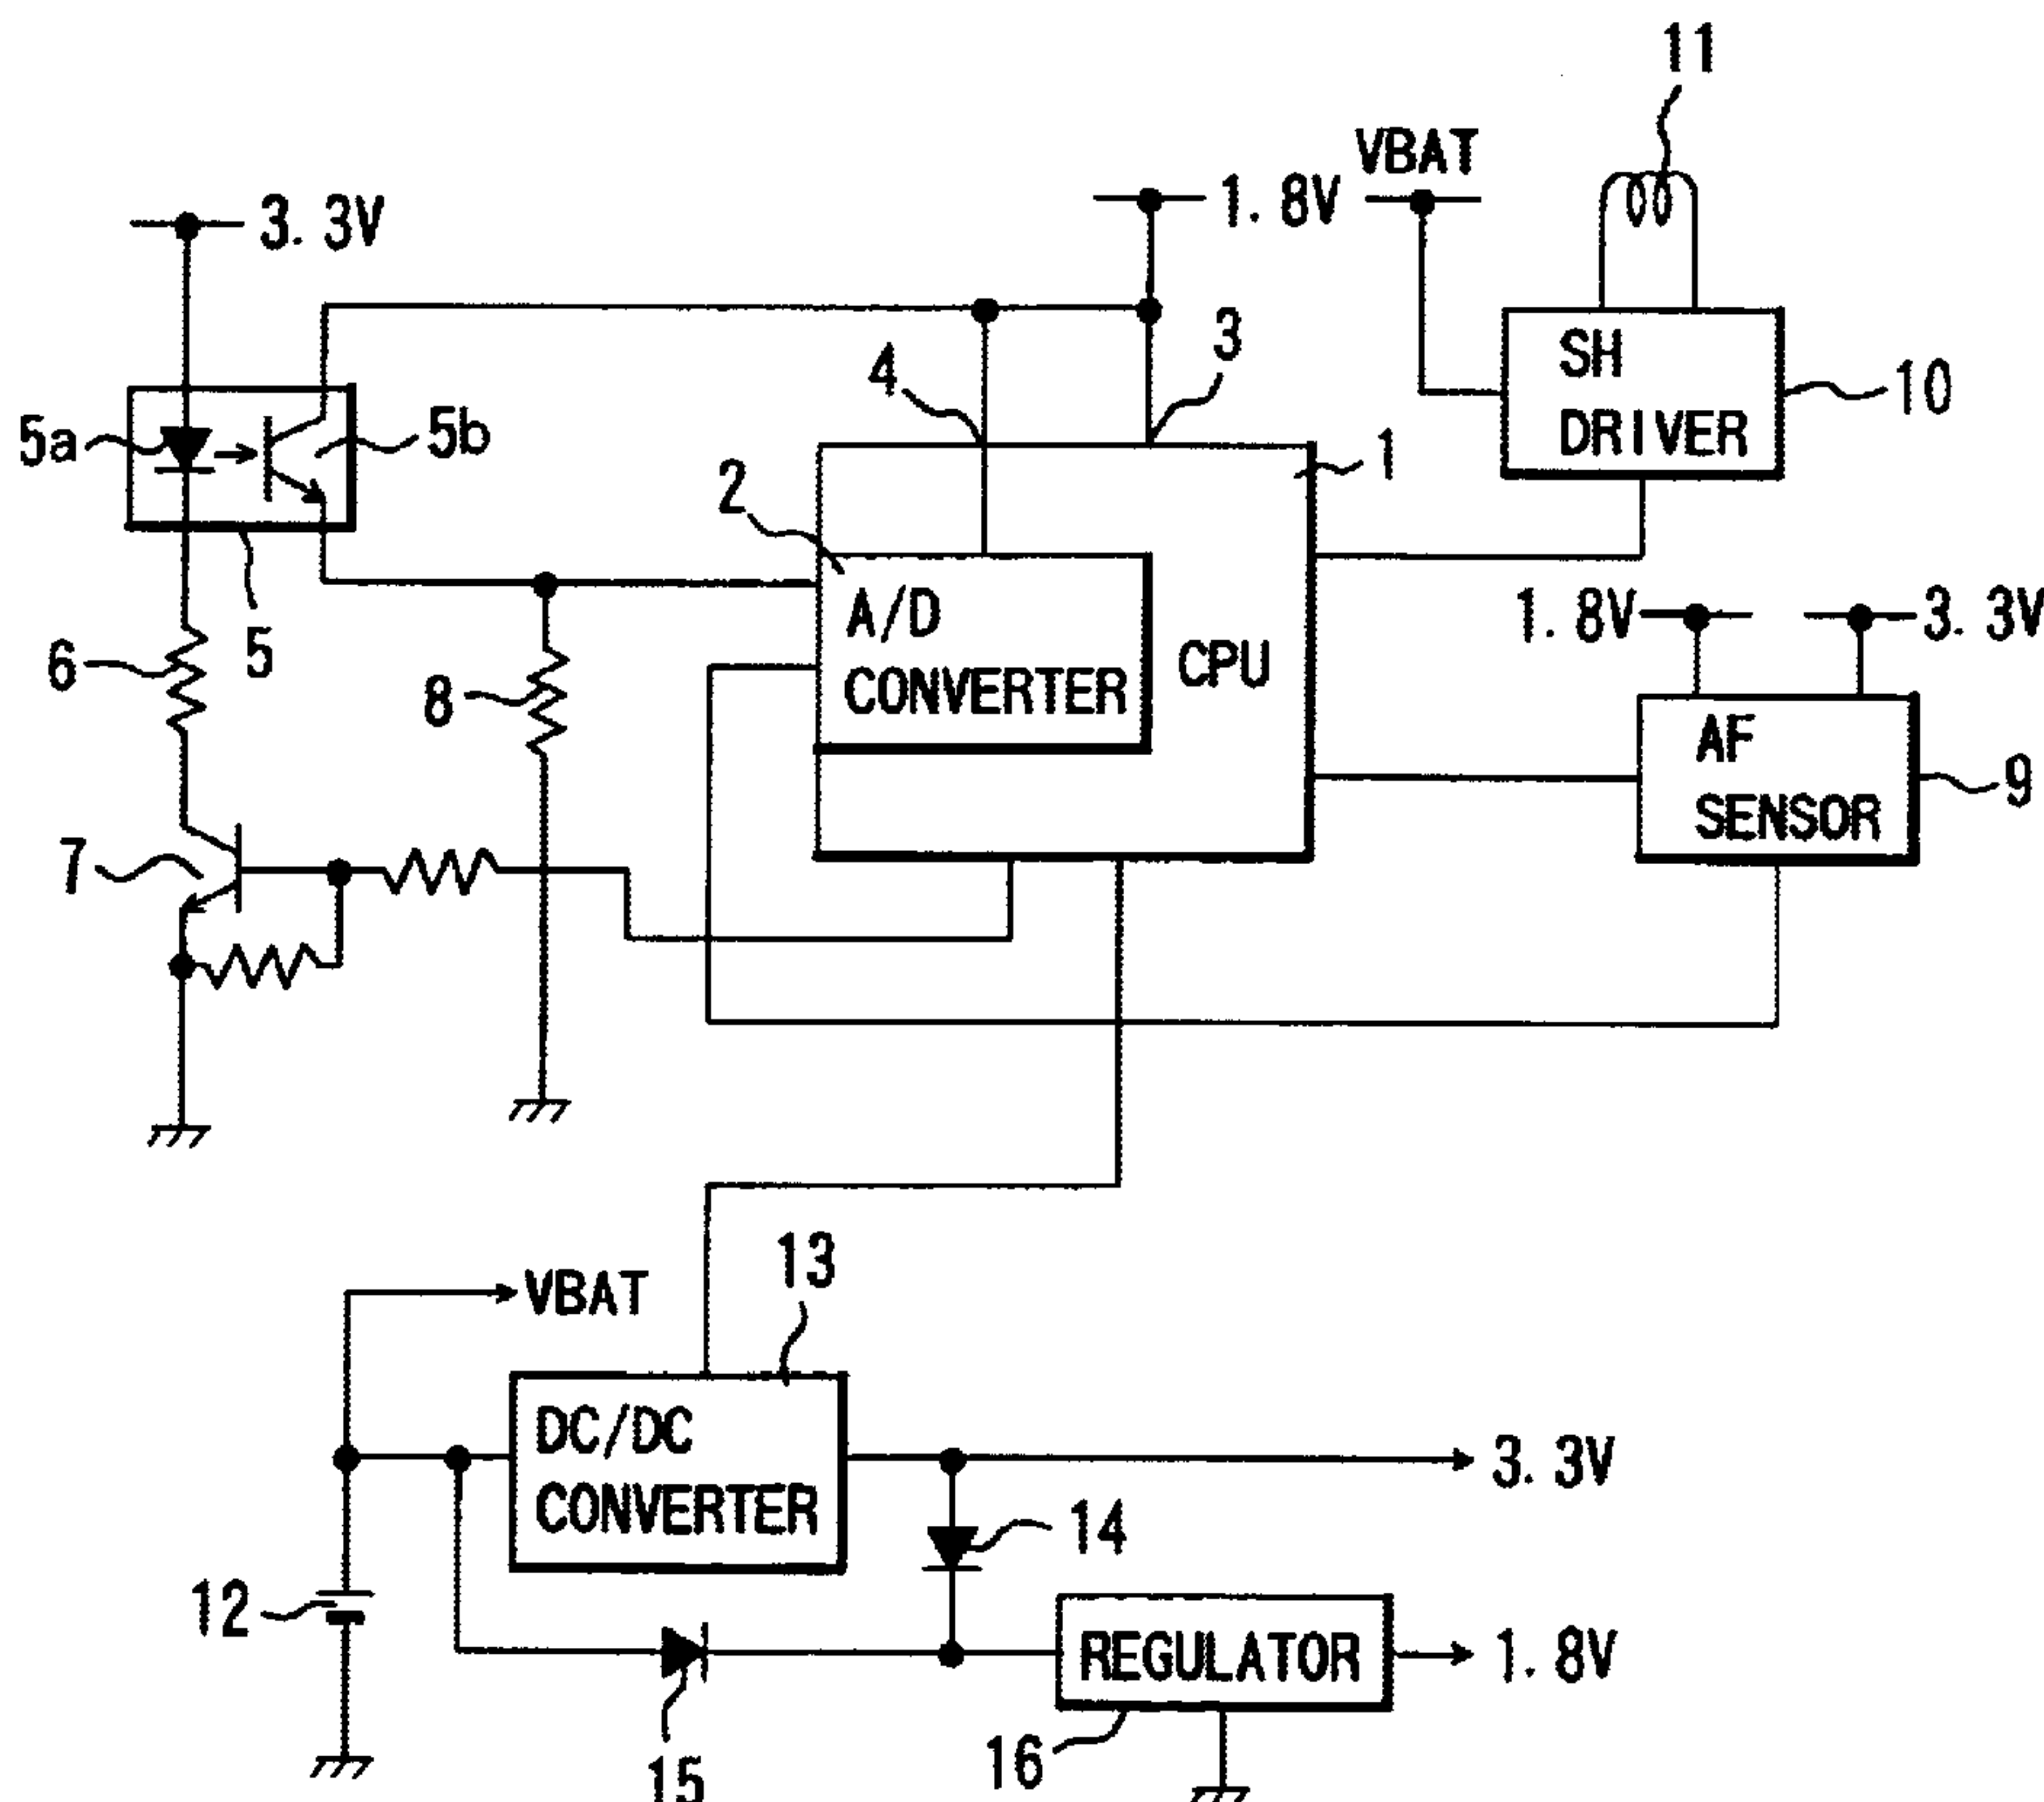 11
VBAT
3. 3V
1. 8V
4
3
SH
DRIVER
10
5a
5b
2
1
A/D
CONVERTER
CPU
1. 8V
3. 3V
6
5
8
AF
SENSOR
9
7
13
VBAT
DC/DC
CONVERTER
3. 3V
14
12
REGULATOR
1. 8V
15
16